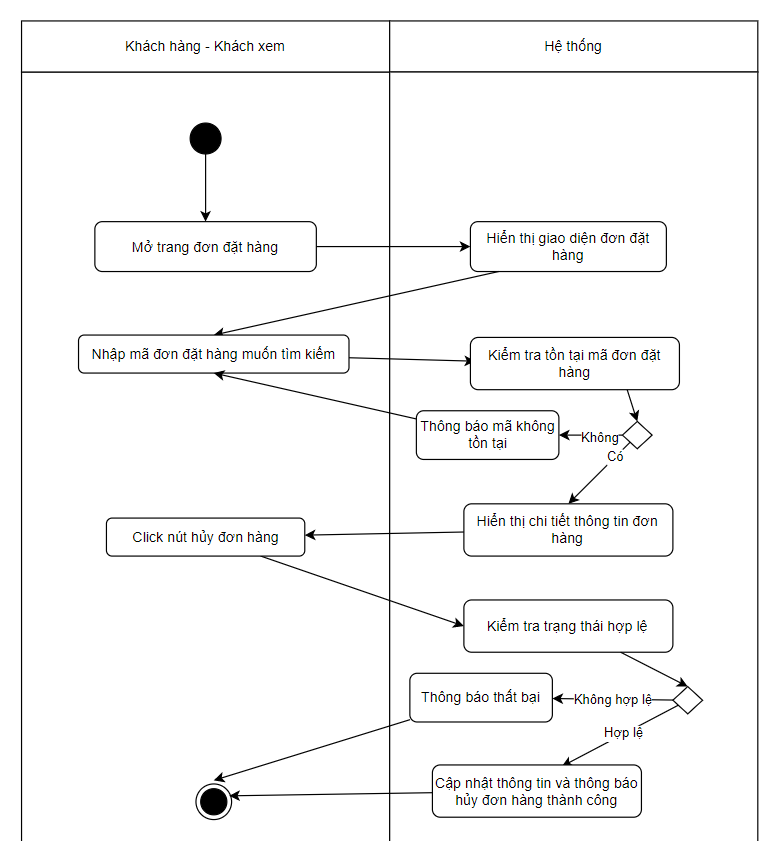 Khách hàng - Khách xem
Hệ thống
Mở trang đơn đặt hàng
Hiển thị giao diện đơn đặt
hàng
Nhập mã đơn đặt hàng muốn tìm kiếm
Kiểm tra tồn tại mã đơn đặt
hàng
Thông báo mã không
tồn tại
Không
Có
Hiển thị chi tiết thông tin đơn
hàng
Click nút hủy đơn hàng
Kiểm tra trạng thái hợp lệ
Thông báo thất bại
Không hợp lệ
Hợp lệ
Cập nhật thông tin và thông báo
hủy đơn hàng thành công